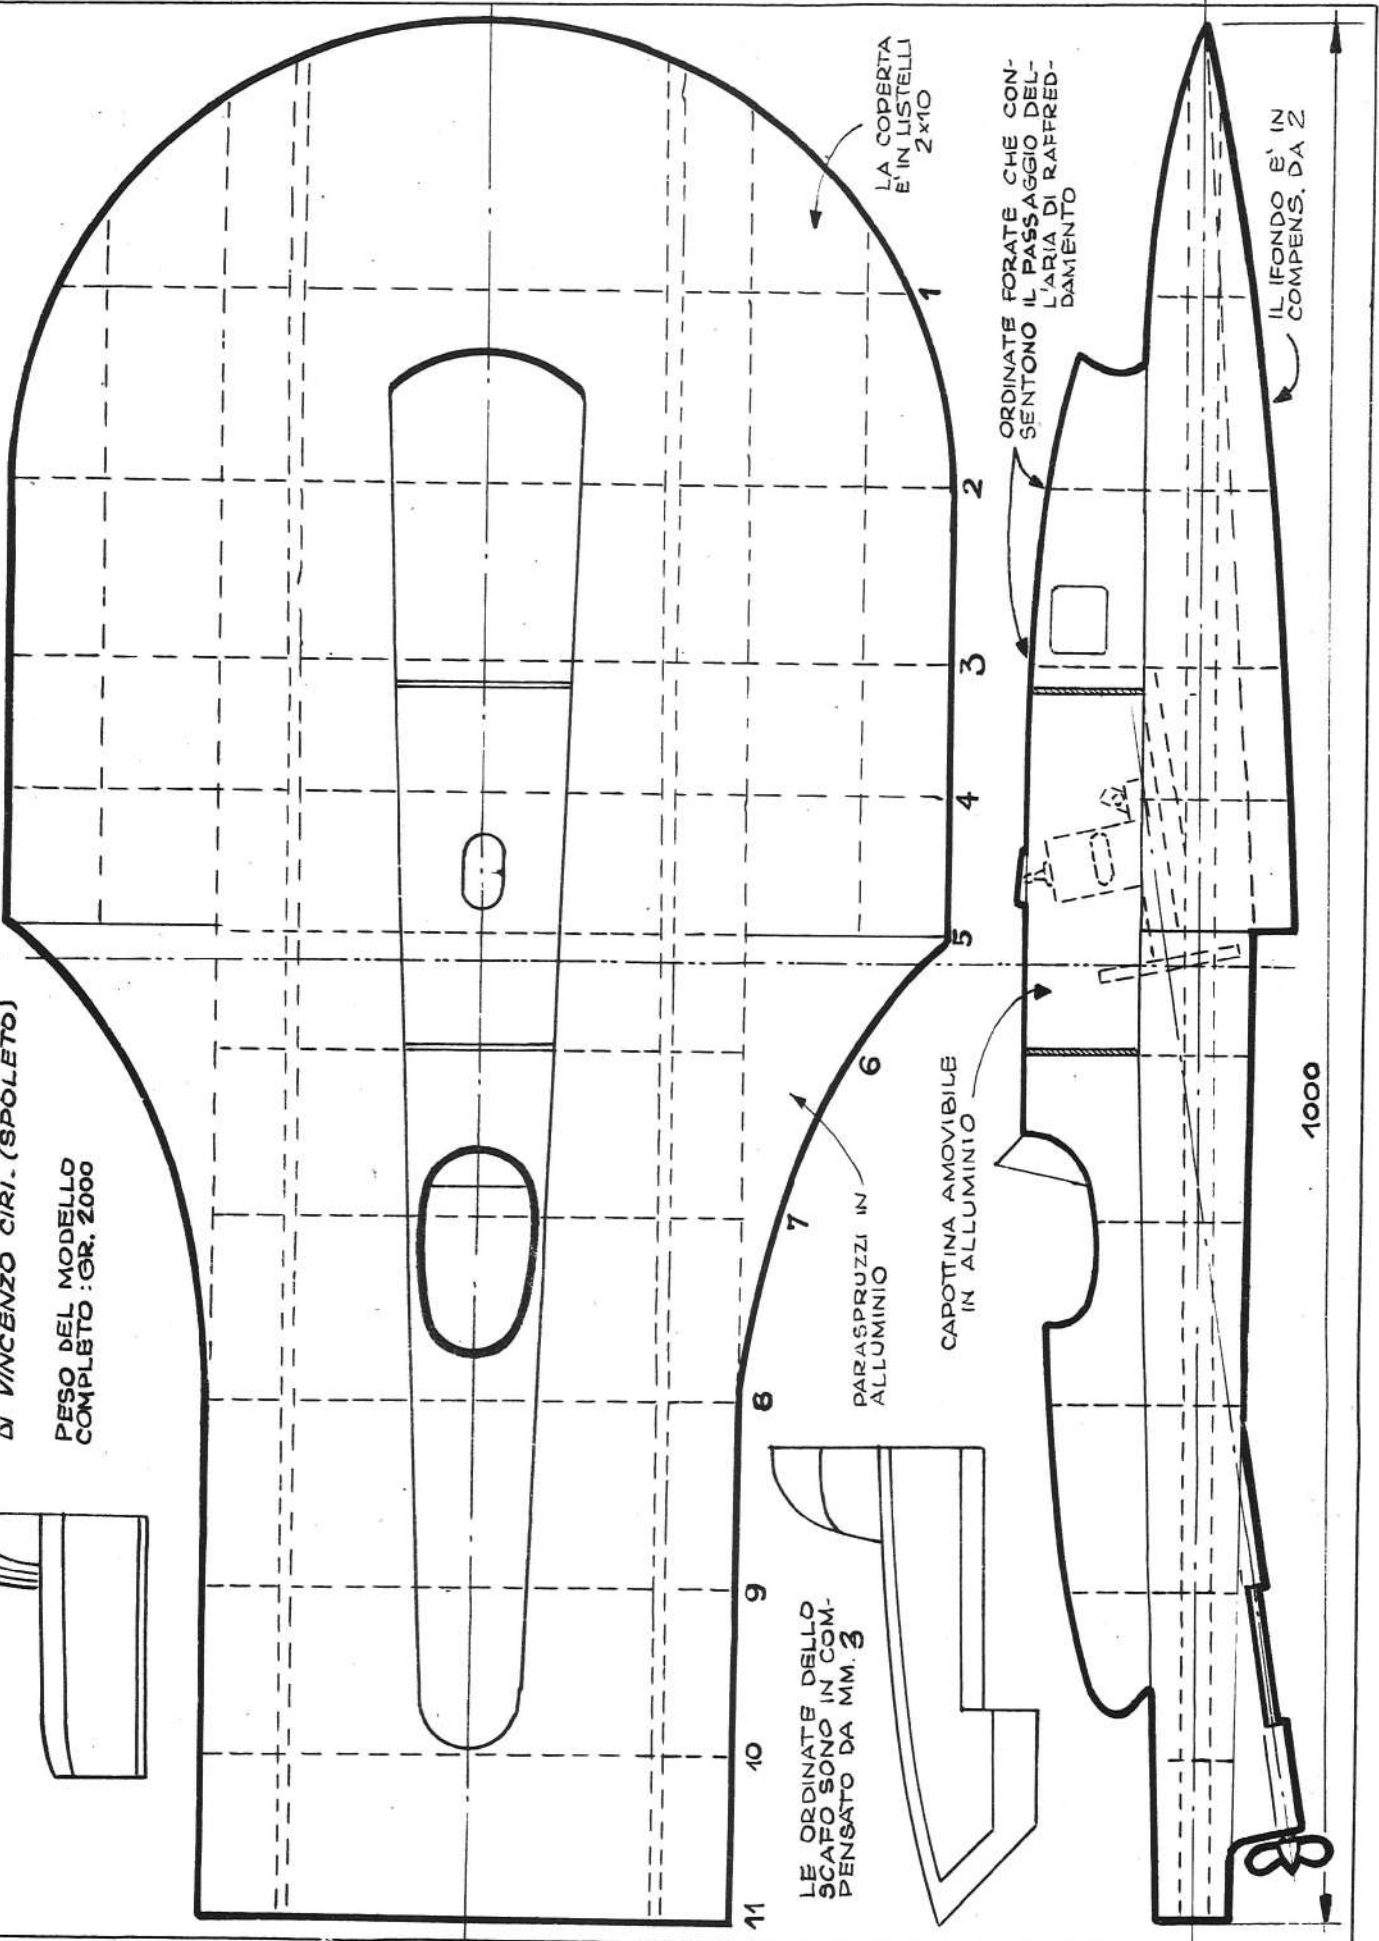 DI VINCENZO CIRI. (SPOLETO)
PESO DEL MODELLO
COMPLETO : GR. 2000
LA COPERTA
E' IN LISTELLI
2x10
ORDINATE FORATE CHE CON-
SENTONO IL PASSAGGIO DEL-
L'ARIA DI RAFFRED-
DAMENTO
IL FONDO E' IN
COMPENS. DA 2
PARASPRUZZI IN
ALLUMINIO
CAPOTTINA AMOVIBILE
IN ALLUMINIO
LE ORDINATE DELLO
SCAFO SONO IN COM-
PENSATO DA MM. 3
1
2
3
4
5
6
7
8
9
10
11
1000